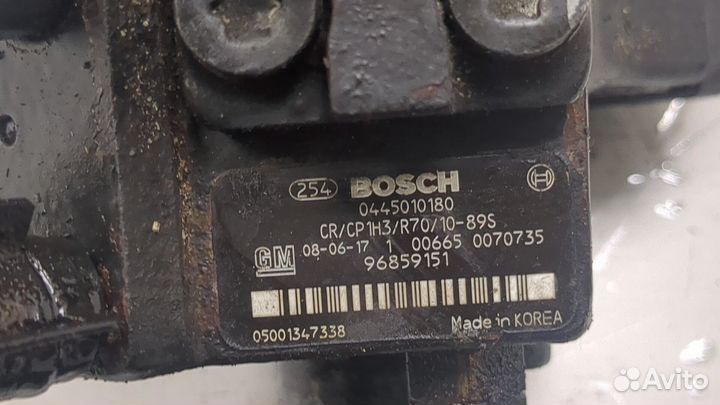 254 BOSCH
0445010180
CR/CP1H3/R70/10-89S
GM 08-06-17 1 00665 0070735
96859151
05001347338 Made in KOREA
Avito